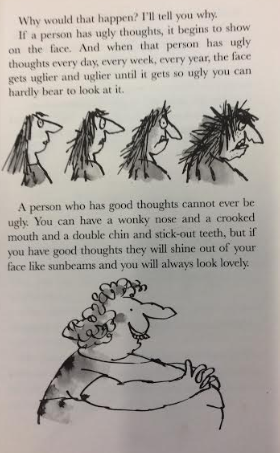 Why would that happen? I'll tell you why.
If a person has ugly thoughts, it begins to show
on the face. And when that person has ugly
thoughts every day, every week, every year, the face
gets uglier and uglier until it gets so ugly you can
hardly bear to look at it.
A person who has good thoughts cannot ever be
ugly. You can have a wonky nose and a crooked
mouth and a double chin and stick-out teeth, but if
you have good thoughts they will shine out of your
face like sunbeams and you will always look lovely.